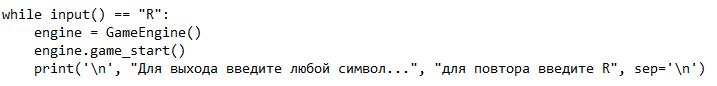 while input() == "R":
    engine = GameEngine()
    engine.game_start()
    print('\n', "Для выхода введите любой символ...", "для повтора введите R", sep='\n')